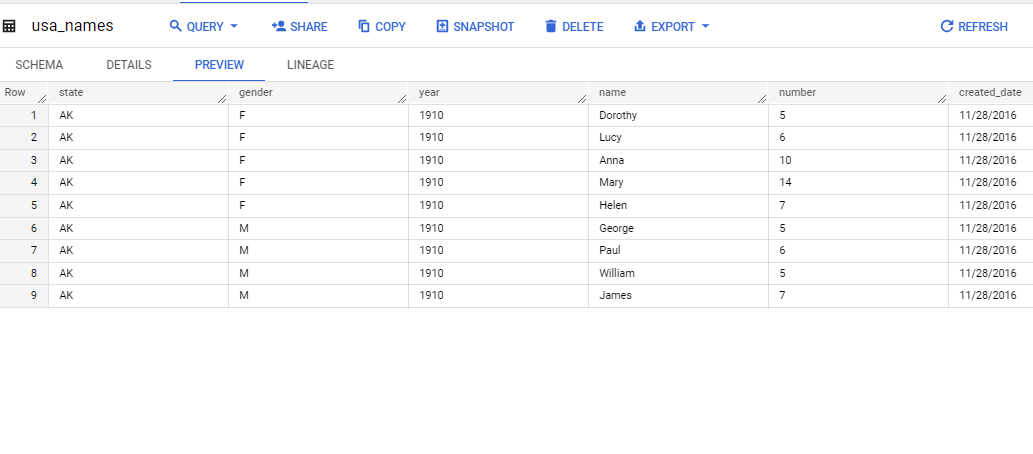 usa_names QUERY SHARE COPY SNAPSHOT DELETE EXPORT REFRESH
SCHEMA DETAILS PREVIEW LINEAGE
Row state gender year name number created_date
1 AK F 1910 Dorothy 5 11/28/2016
2 AK F 1910 Lucy 6 11/28/2016
3 AK F 1910 Anna 10 11/28/2016
4 AK F 1910 Mary 14 11/28/2016
5 AK F 1910 Helen 7 11/28/2016
6 AK M 1910 George 5 11/28/2016
7 AK M 1910 Paul 6 11/28/2016
8 AK M 1910 William 5 11/28/2016
9 AK M 1910 James 7 11/28/2016